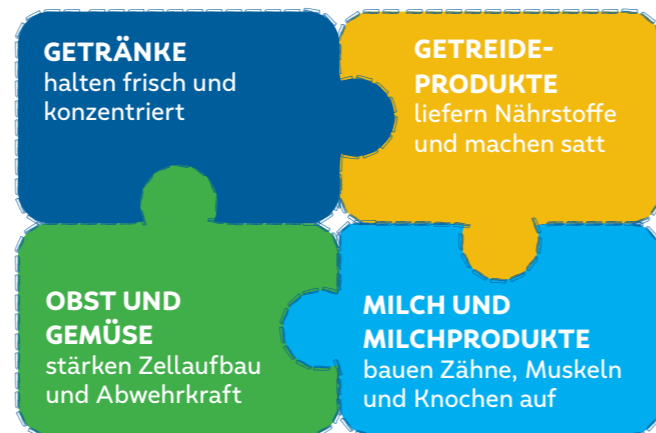 GETRÄNKE
halten frisch und
konzentriert
GETREIDE-
PRODUKTE
liefern Nährstoffe
und machen satt
OBST UND
GEMÜSE
stärken Zellaufbau
und Abwehrkraft
MILCH UND
MILCHPRODUKTE
bauen Zähne, Muskeln
und Knochen auf